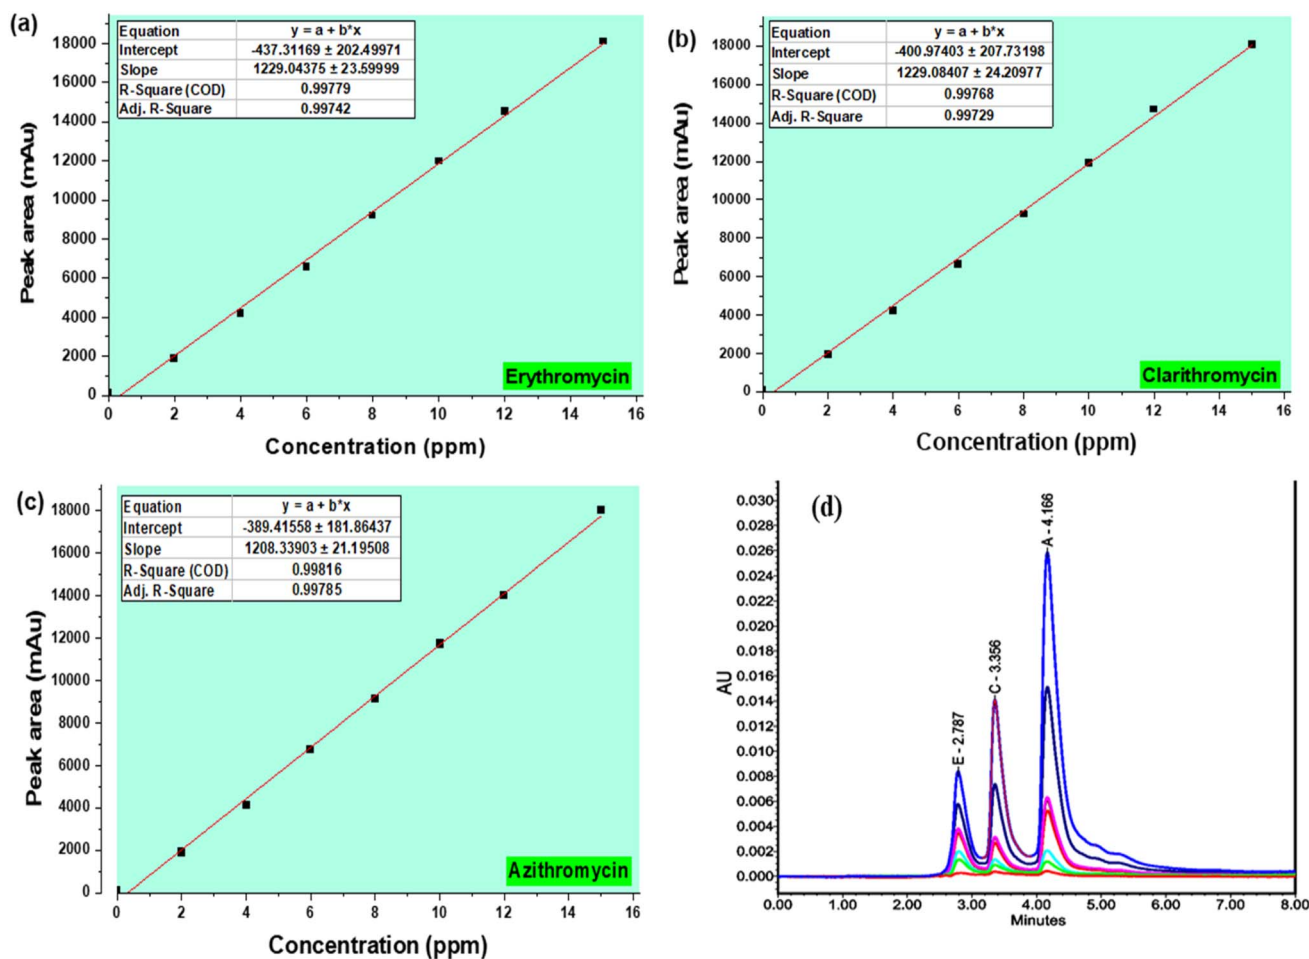 (a)
Equation y = a + b*x
Intercept -437.31169 ± 202.49971
Slope 1229.04375 ± 23.59999
R-Square (COD) 0.99779
Adj. R-Square 0.99742
18000
16000
14000
12000
10000
8000
6000
4000
2000
0
Peak area (mAu)
Erythromycin
0 2 4 6 8 10 12 14 16
Concentration (ppm)
(b)
Equation y = a + b*x
Intercept -400.97403 ± 207.73198
Slope 1229.08407 ± 24.20977
R-Square (COD) 0.99768
Adj. R-Square 0.99729
18000
16000
14000
12000
10000
8000
6000
4000
2000
0
Peak area (mAu)
Clarithromycin
0 2 4 6 8 10 12 14 16
Concentration (ppm)
(c)
Equation y = a + b*x
Intercept -389.41558 ± 181.86437
Slope 1208.33903 ± 21.19508
R-Square (COD) 0.99816
Adj. R-Square 0.99785
18000
16000
14000
12000
10000
8000
6000
4000
2000
0
Peak area (mAu)
Azithromycin
0 2 4 6 8 10 12 14 16
Concentration (ppm)
(d)
0.030
0.028
0.026
0.024
0.022
0.020
0.018
0.016
0.014
0.012
0.010
0.008
0.006
0.004
0.002
0.000
AU
E - 2.787
C - 3.356
A - 4.166
0.00 1.00 2.00 3.00 4.00 5.00 6.00 7.00 8.00
Minutes